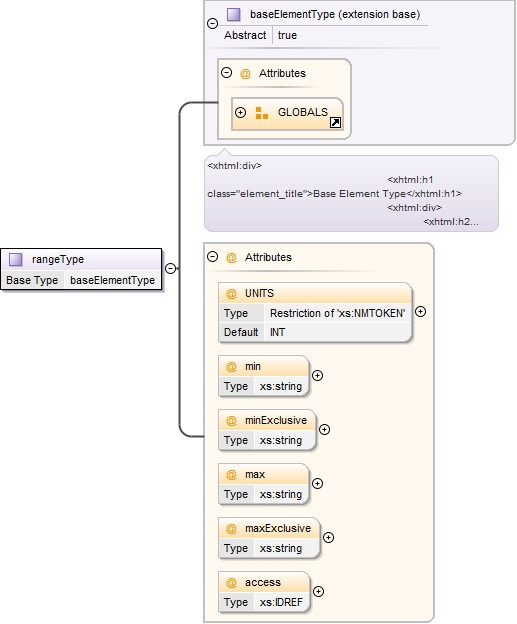 baseElementType (extension base)
Abstract true
@ Attributes
GLOBALS
<xhtml:div>
<xhtml:h1
class="element_title">Base Element Type</xhtml:h1>
<xhtml:div>
<xhtml:h2...
rangeType
Base Type baseElementType
@ Attributes
@ UNITS
Type Restriction of 'xs:NMTOKEN'
Default INT
@ min
Type xs:string
@ minExclusive
Type xs:string
@ max
Type xs:string
@ maxExclusive
Type xs:string
@ access
Type xs:IDREF